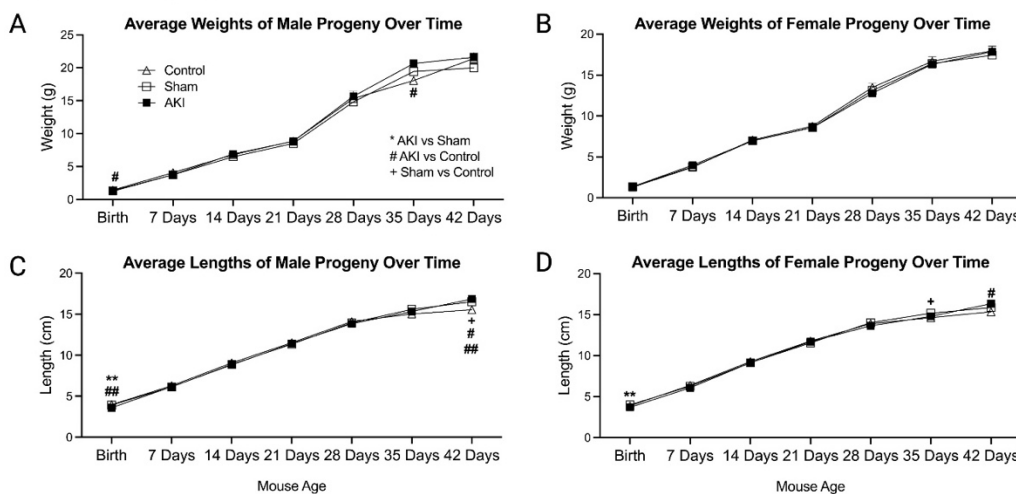 A
Average Weights of Male Progeny Over Time
Weight (g)
25
20
15
10
5
0
Control
Sham
AKI
#
#
* AKI vs Sham
# AKI vs Control
+ Sham vs Control
Birth 7 Days 14 Days 21 Days 28 Days 35 Days 42 Days
B
Average Weights of Female Progeny Over Time
Weight (g)
20
15
10
5
0
Birth 7 Days 14 Days 21 Days 28 Days 35 Days 42 Days
C
Average Lengths of Male Progeny Over Time
Length (cm)
20
15
10
5
0
**
##
+
#
##
Birth 7 Days 14 Days 21 Days 28 Days 35 Days 42 Days
Mouse Age
D
Average Lengths of Female Progeny Over Time
Length (cm)
20
15
10
5
0
**
+
#
Birth 7 Days 14 Days 21 Days 28 Days 35 Days 42 Days
Mouse Age